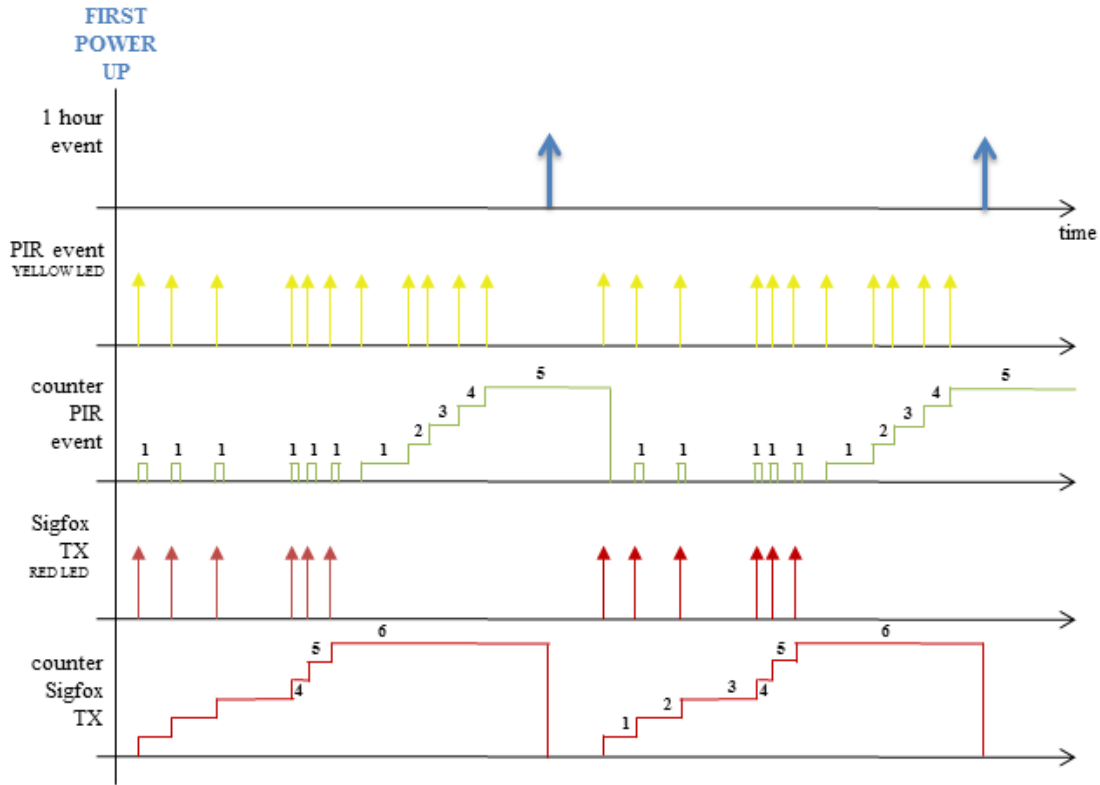 FIRST
POWER
UP
1 hour
event
time
PIR event
YELLOW LED
5 5
counter
PIR
event
1 1 1 1 1 1 1 2 3 4
1 1 1 1 1 1 2 3 4
Sigfox
TX
RED LED
6 6
counter
Sigfox
TX
4 5
1 2 3 4 5